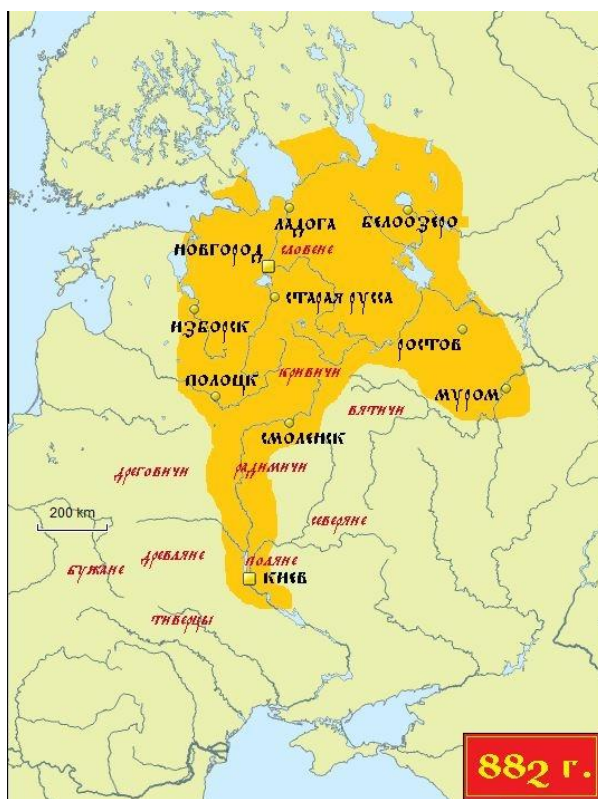 ЛАДОГА
БЕЛООЗЕРО
НОВГОРОД
СЛОВЕНЕ
СТАРАЯ РУССА
ИЗБОРСК
РОСТОВ
КРИВИЧИ
ПОЛОЦК
МУРОМ
ВЯТИЧИ
СМОЛЕНСК
ДРЕГОВИЧИ
РАДИМИЧИ
200 km
СЕВЕРЯНЕ
ДРЕВЛЯНЕ
ПОЛЯНЕ
БУЖАНЕ
КИЕВ
ТИВЕРЦЫ
882 г.